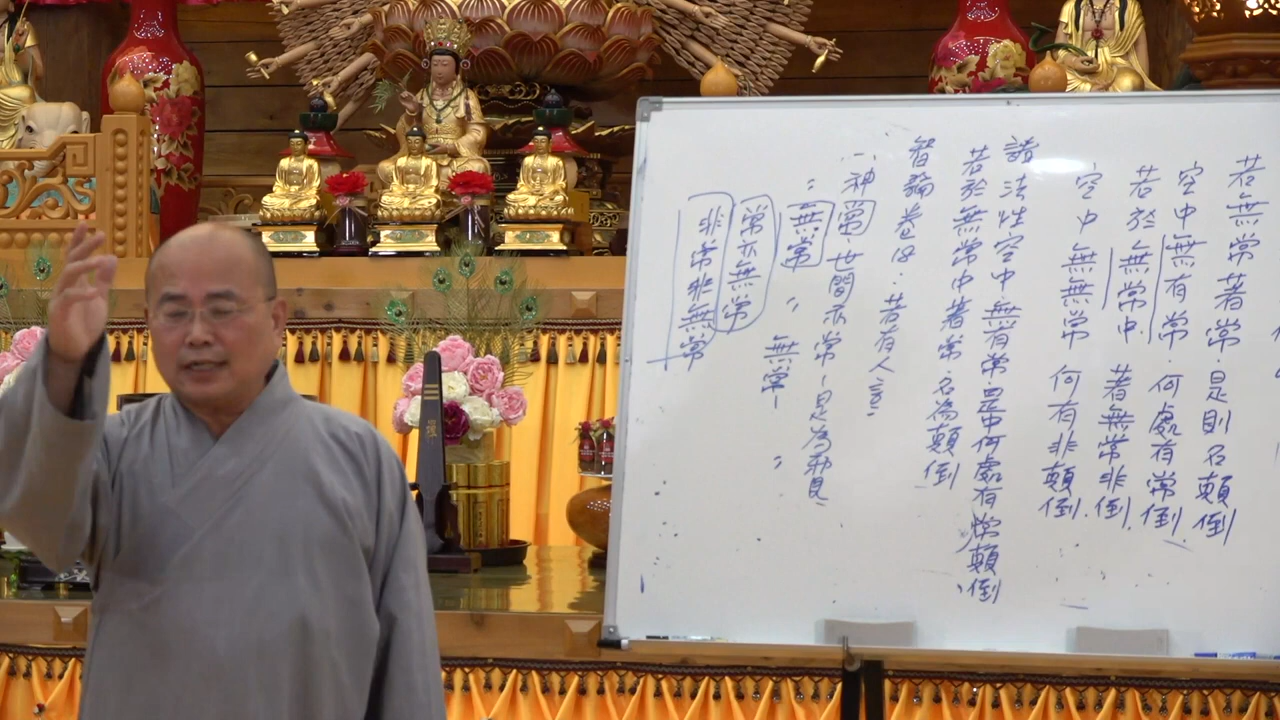 若無常著常．是則名顛倒
空中無有常．何處有常倒．
若於無常中．著無常非倒．
空中無無常 何有非顛倒．
諸法性空中．無有常．是中何處有常顛倒
若於無常中著常．名為顛倒
智論卷18．若有人言
一、神常、世間亦常－是為
〃 無常 〃 無常－ 〃
常亦無常
非常非無常